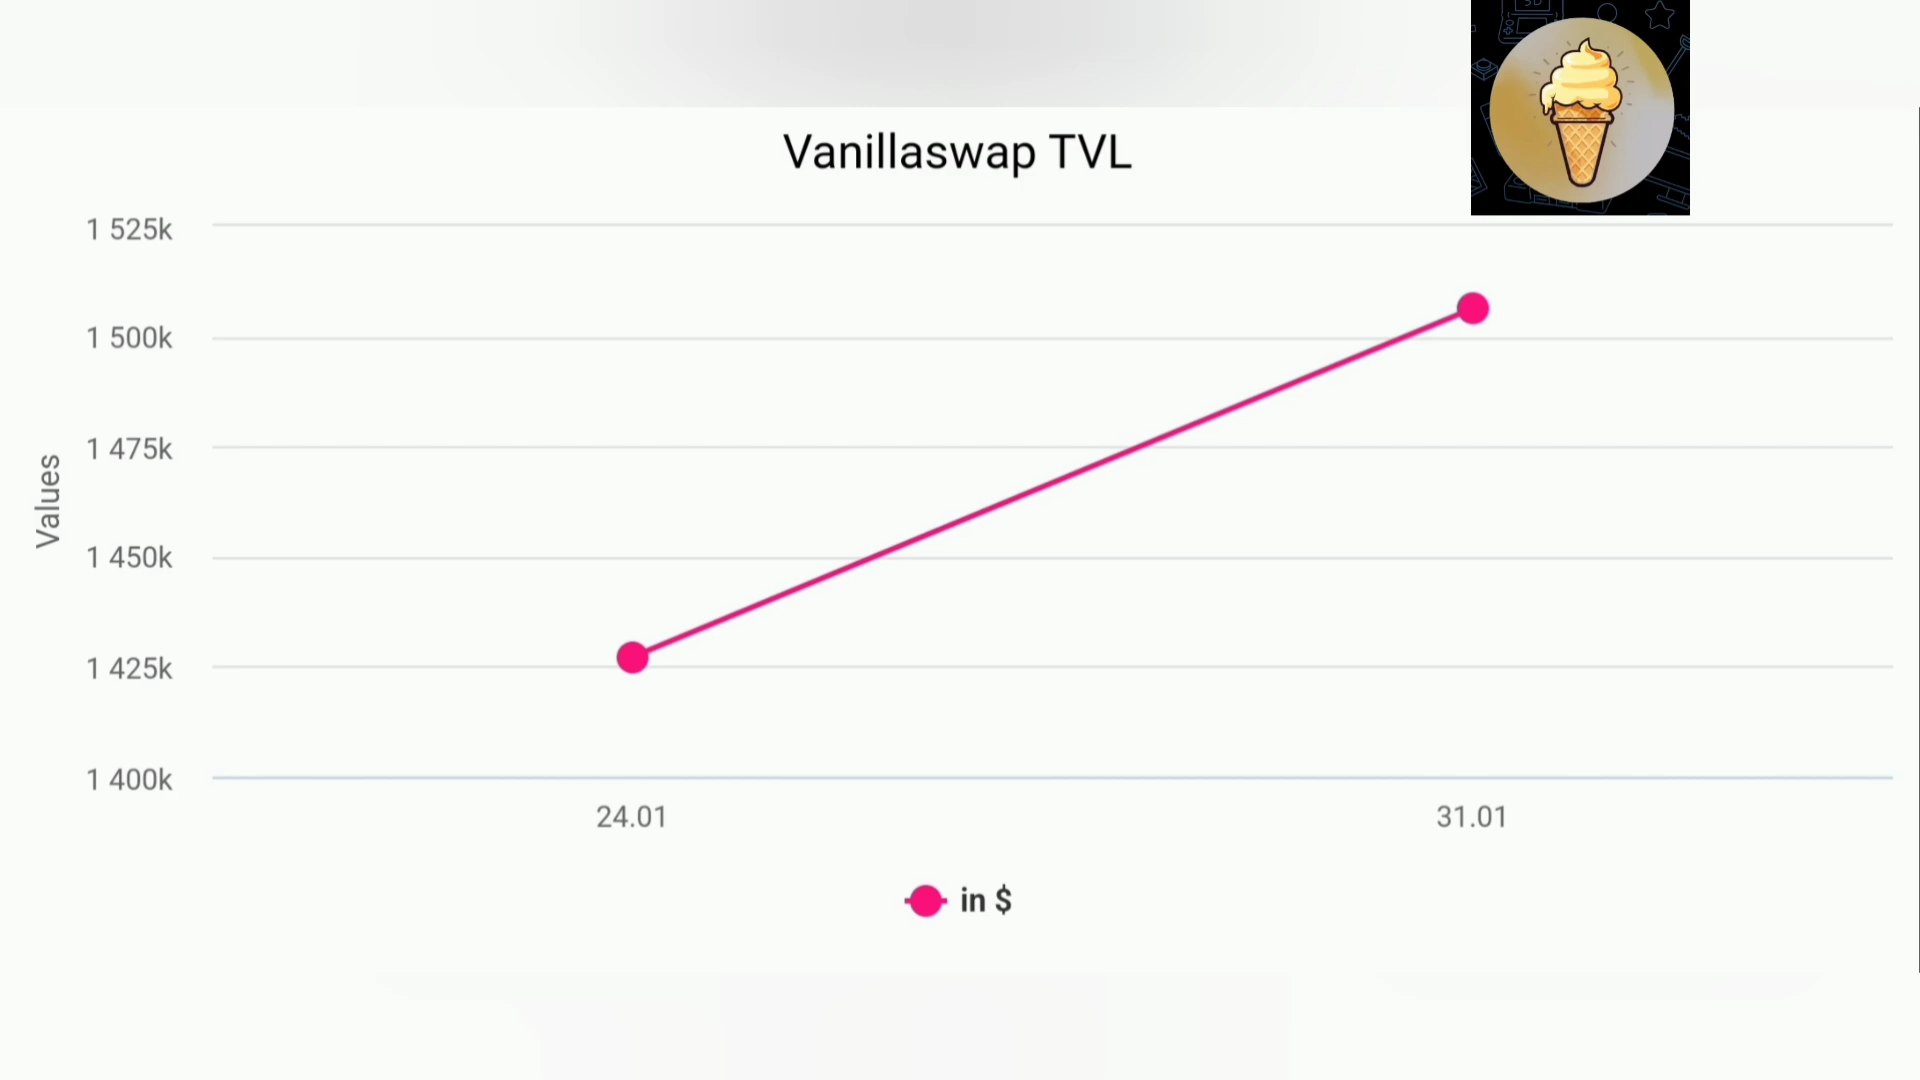 Vanillaswap TVL
1 525k
1 500k
1 475k
1 450k
1 425k
1 400k
Values
24.01
31.01
in $